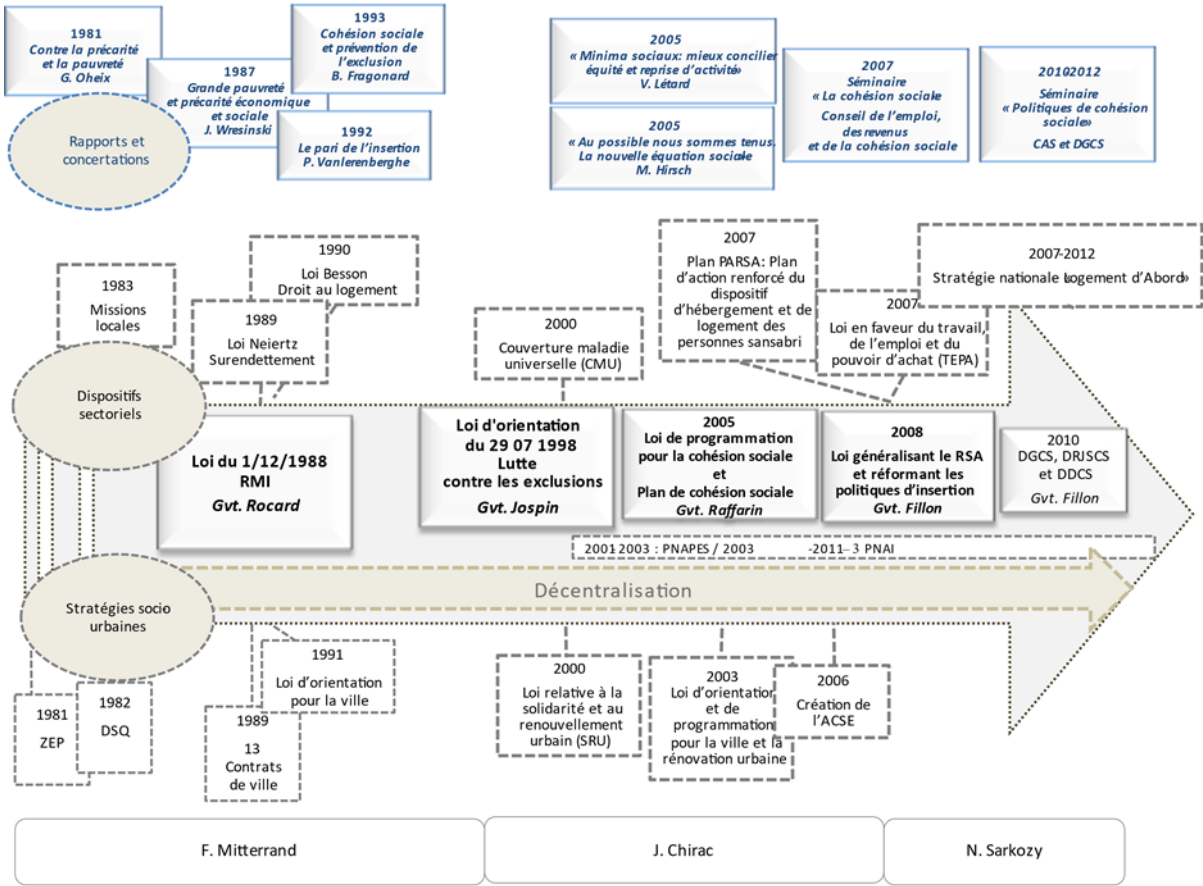 1981
Contre la précarité
et la pauvreté
G. Oheix
1987
Grande pauvreté
et précarité économique
et sociale
J. Wresinski
1993
Cohésion sociale
et prévention de
l'exclusion
B. Fragonard
1992
Le pari de l'insertion
P. Vanlerenberghe
2005
« Minima sociaux: mieux concilier
équité et reprise d'activité»
V. Létard
2005
« Au possible nous sommes tenus.
La nouvelle équation sociale»
M. Hirsch
2007
Séminaire
« La cohésion sociale
Conseil de l'emploi,
des revenus
et de la cohésion sociale
20102012
Séminaire
« Politiques de cohésion
sociale»
CAS et DGCS
Rapports et
concertations
1983
Missions
locales
1990
Loi Besson
Droit au logement
1989
Loi Neiertz
Surendettement
2000
Couverture maladie
universelle (CMU)
2007
Plan PARSA: Plan
d'action renforcé du
dispositif
d'hébergement et de
logement des
personnes sansabri
2007
Loi en faveur du travail,
de l'emploi et du
pouvoir d'achat (TEPA)
2007-2012
Stratégie nationale «Logement d'Abord»
Dispositifs
sectoriels
Loi du 1/12/1988
RMI
Gvt. Rocard
Loi d'orientation
du 29 07 1998
Lutte
contre les exclusions
Gvt. Jospin
2005
Loi de programmation
pour la cohésion sociale
et
Plan de cohésion sociale
Gvt. Raffarin
2008
Loi généralisant le RSA
et réformant les
politiques d'insertion
Gvt. Fillon
2010
DGCS, DRJSCS
et DDCS
Gvt. Fillon
2001 2003 : PNAPES / 2003 -2011– 3 PNAI
Décentralisation
Stratégies socio
urbaines
1981
ZEP
1982
DSQ
1989
13
Contrats
de ville
1991
Loi d'orientation
pour la ville
2000
Loi relative à la
solidarité et au
renouvellement
urbain (SRU)
2003
Loi d'orientation
et de
programmation
pour la ville et la
rénovation urbaine
2006
Création de
l'ACSE
F. Mitterrand
J. Chirac
N. Sarkozy